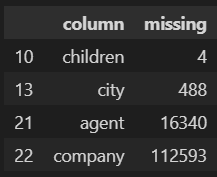 column missing
10 children 4
13 city 488
21 agent 16340
22 company 112593